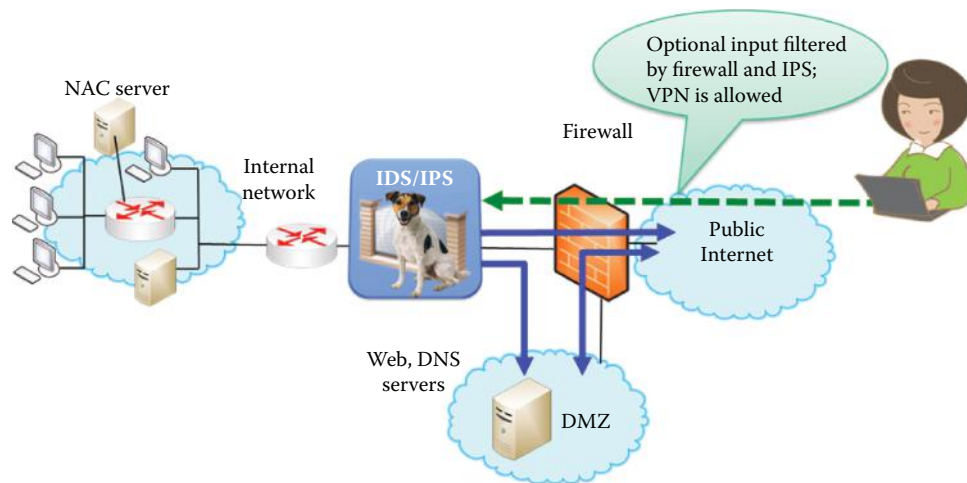 Optional input filtered
by firewall and IPS;
VPN is allowed
NAC server
Firewall
Internal
network
IDS/IPS
Public
Internet
Web, DNS
servers
DMZ